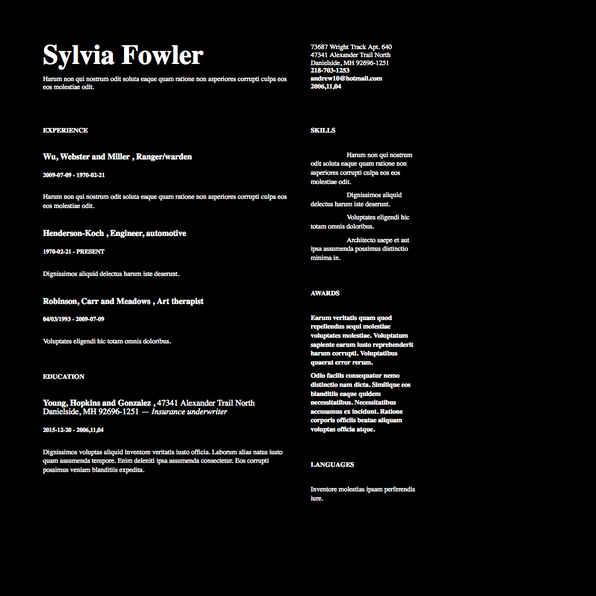 Sylvia Fowler
Harum non qui nostrum odit soluta eaque quam ratione non asperiores corrupti culpa eos
eos molestiae odit.
73687 Wright Track Apt. 640
47341 Alexander Trail North
Danielside, MH 92696-1251
218-703-1253
andrew10@hotmail.com
2006,11,04
EXPERIENCE
Wu, Webster and Miller , Ranger/warden
2009-07-09 - 1970-02-21
Harum non qui nostrum odit soluta eaque quam ratione non asperiores corrupti culpa eos
eos molestiae odit.
Henderson-Koch , Engineer, automotive
1970-02-21 - PRESENT
Dignissimos aliquid delectus harum iste deserunt.
Robinson, Carr and Meadows , Art therapist
04/03/1993 - 2009-07-09
Voluptates eligendi hic totam omnis doloribus.
EDUCATION
Young, Hopkins and Gonzalez , 47341 Alexander Trail North
Danielside, MH 92696-1251 — Insurance underwriter
2015-12-20 - 2006,11,04
Dignissimos voluptas aliquid inventore veritatis iusto officia. Laborum alias natus iusto
quam assumenda tempore. Enim deleniti ipsa assumenda consectetur. Eos corrupti
possimus veniam blanditiis expedita.
SKILLS
Harum non qui nostrum
odit soluta eaque quam ratione non
asperiores corrupti culpa eos eos
molestiae odit.
Dignissimos aliquid
delectus harum iste deserunt.
Voluptates eligendi hic
totam omnis doloribus.
Architecto saepe et aut
ipsa assumenda possimus distinctio
minima in.
AWARDS
Earum veritatis quam quod
repellendus sequi molestiae
voluptates molestiae. Voluptatum
sapiente earum iusto reprehenderit
harum corrupti. Voluptatibus
quaerat error rerum.
Odio facilis consequatur nemo
distinctio nam dicta. Similique eos
blanditiis eaque quidem
necessitatibus. Necessitatibus
accusamus ex incidunt. Ratione
corporis officiis beatae aliquam
voluptas officia atque.
LANGUAGES
Inventore molestias ipsam perferendis
iure.